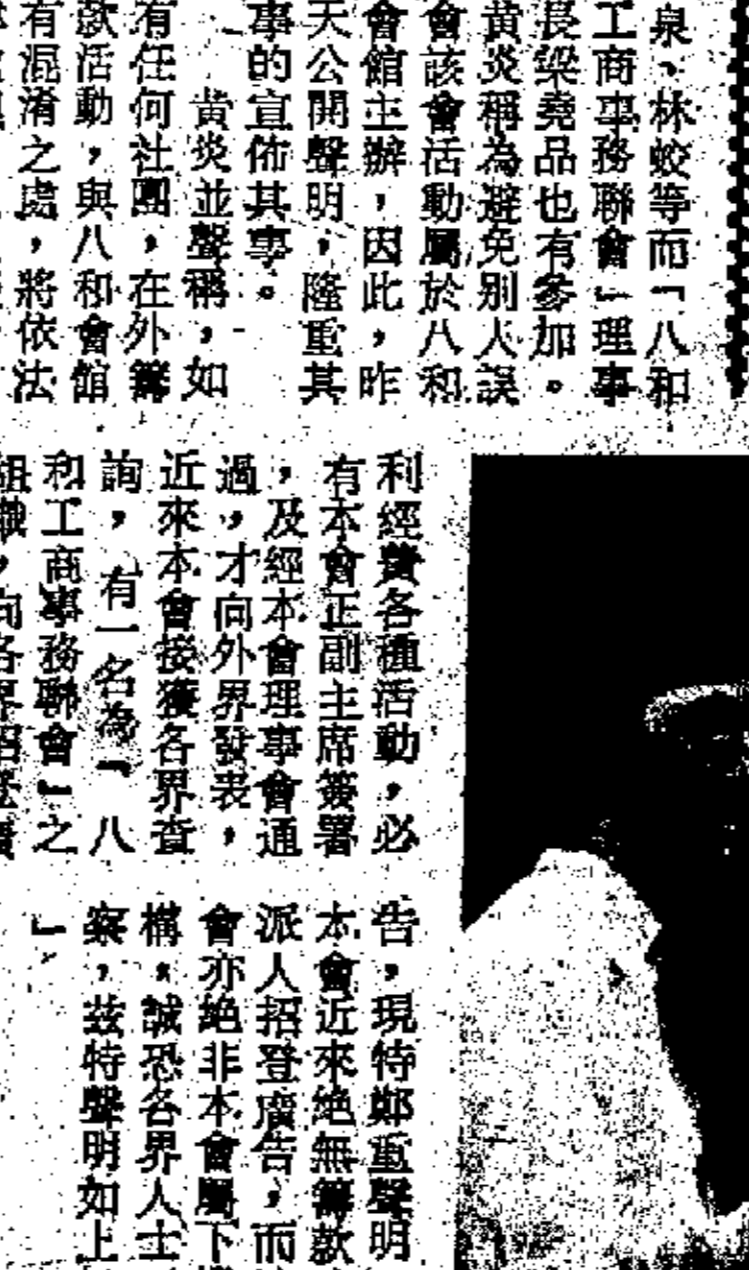 泉、林蛟等而「八和
工商事務聯會」理事
長梁堯品也有參加。
黃炎稱為避免別人誤
會該會活動屬於八和
會館主辦，因此，昨
天公開聲明，隆重其
事的宣佈其事。
黃炎並聲稱，如
有任何社團，在外籌
款活動，與八和會館
有混淆之處，將依法
利經費各種活動，必
有本會正副主席簽署
，及經本會理事會通
過，才向外界發表，
近來本會接獲各界查
詢，有一名為「八
和工商事務聯會」之
組織，向各界招登廣
告，現特鄭重聲明
本會近來絕無籌款
派人招登廣告，而
會亦絕非本會屬下
構，誠恐各界人士
察，茲特聲明如上
」